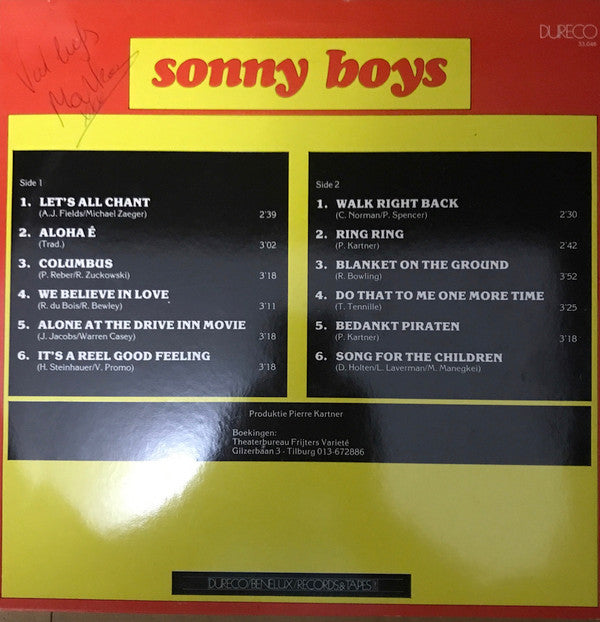 DURECO
33.048
Veel liefs
sonny boys
Side 1
1. LET'S ALL CHANT
(A.J. Fields/Michael Zaeger) 2'39
2. ALOHA É
(Trad.) 3'02
3. COLUMBUS
(P. Reber/R. Zuckowski) 3'18
4. WE BELIEVE IN LOVE
(R. du Bois/R. Bewley) 3'11
5. ALONE AT THE DRIVE INN MOVIE
(J. Jacobs/Warren Casey) 3'18
6. IT'S A REEL GOOD FEELING
(H. Steinhauer/V. Promo) 3'18
Side 2
1. WALK RIGHT BACK
(C. Norman/P. Spencer) 2'30
2. RING RING
(P. Kartner) 2'42
3. BLANKET ON THE GROUND
(R. Bowling) 3'52
4. DO THAT TO ME ONE MORE TIME
(T. Tennille) 3'25
5. BEDANKT PIRATEN
(P. Kartner) 3'18
6. SONG FOR THE CHILDREN
(D. Holten/L. Laverman/M. Manegkei)
Produktie Pierre Kartner
Boekingen:
Theaterbureau Frijters Varieté
Gilzerbaan 3 - Tilburg 013-672886
DURECO/BENELUX/RECORDS&TAPES